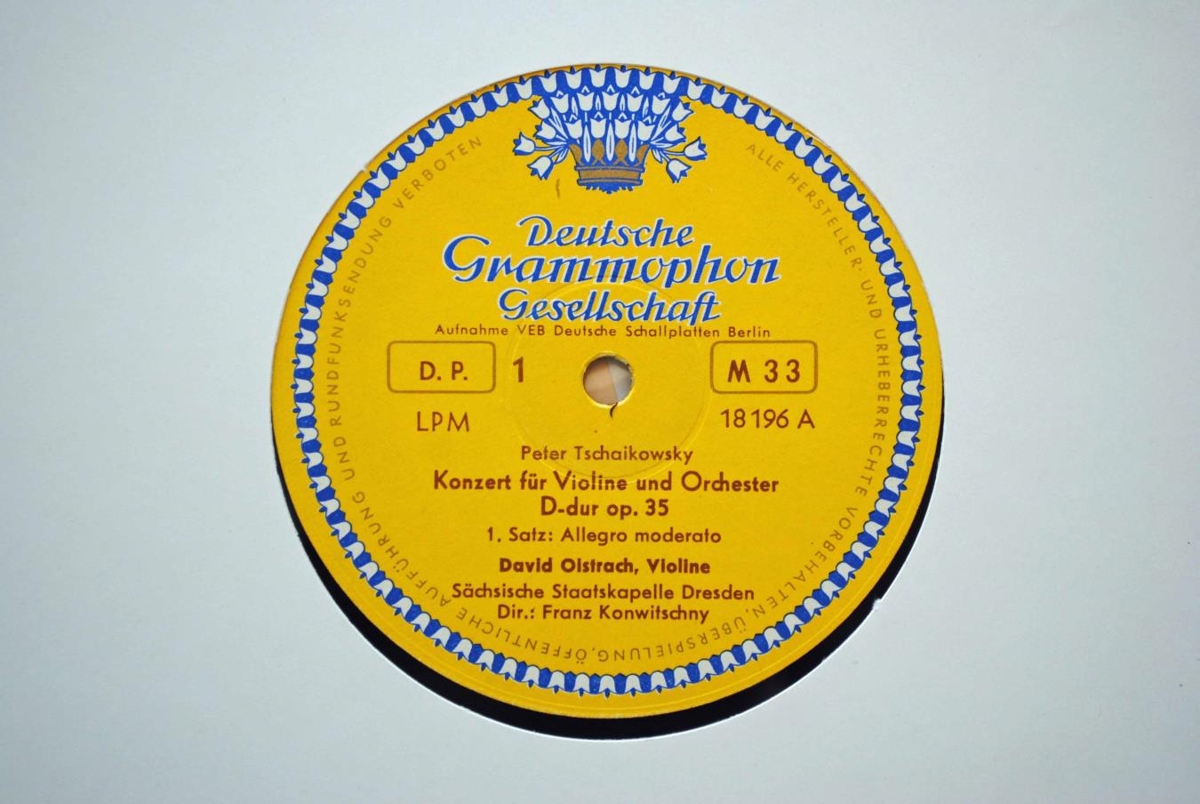 Deutsche
Grammophon
Gesellschaft
Aufnahme VEB Deutsche Schallplatten Berlin
D. P. 1 M 33
LPM 18 196 A
Peter Tschaikowsky
Konzert für Violine und Orchester
D-dur op. 35
1. Satz: Allegro moderato
David Oistrach, Violine
Sächsische Staatskapelle Dresden
Dir.: Franz Konwitschny
ALLE HERSTELLER- UND URHEBERRECHTE VORBEHALTEN, ÜBERSPIELUNG, ÖFFENTLICHE AUFFÜHRUNG UND RUNDFUNKSENDUNG VERBOTEN